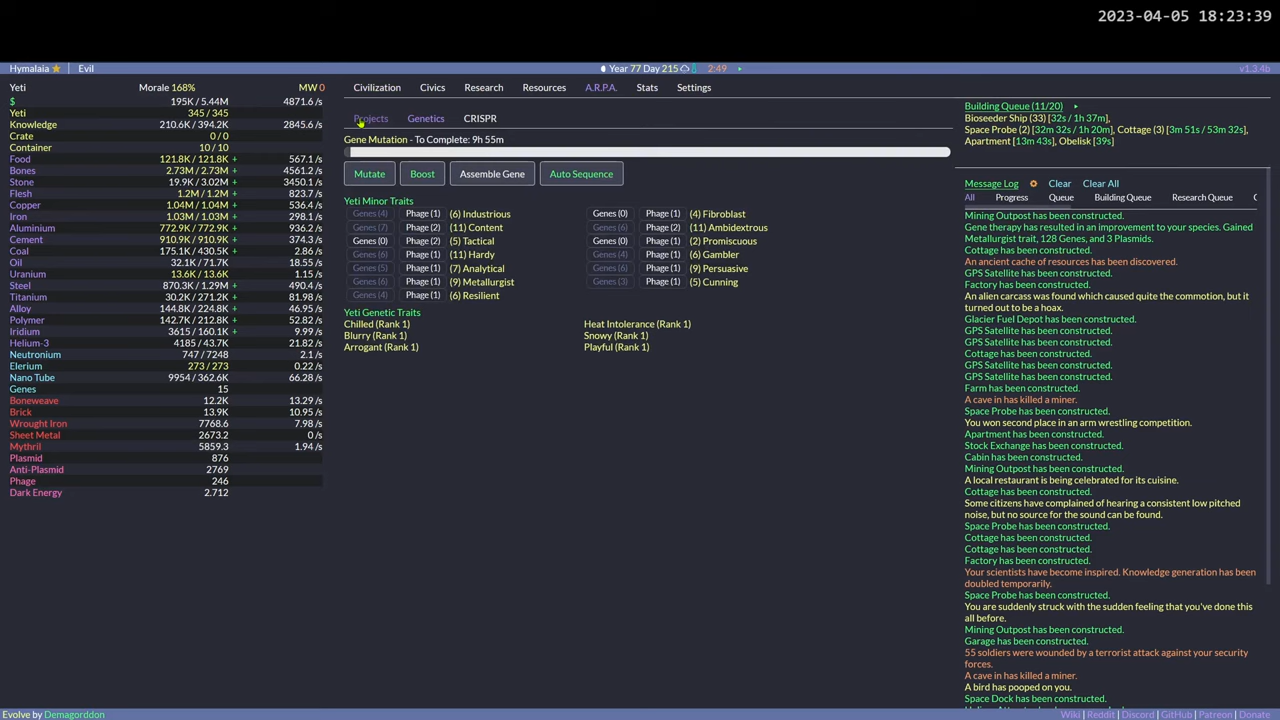 2023-04-05 18:23:39
Hymalaia⭐ Evil
Year 77 Day 215 2:49
v1.3.4b
Yeti Morale 168% MW 0
$ 195K / 5.44M 4871.6 /s
Yeti 345 / 345
Knowledge 210.6K / 394.2K 2845.6 /s
Crate 0 / 0
Container 10 / 10
Food 121.8K / 121.8K + 567.1 /s
Bones 2.73M / 2.73M + 4561.2 /s
Stone 19.9K / 3.02M + 3450.1 /s
Flesh 1.2M / 1.2M + 823.7 /s
Copper 1.04M / 1.04M + 536.4 /s
Iron 1.03M / 1.03M + 298.1 /s
Aluminium 772.9K / 772.9K + 936.2 /s
Cement 910.9K / 910.9K + 374.3 /s
Coal 175.1K / 430.5K + 2.86 /s
Oil 32.1K / 71.7K 18.55 /s
Uranium 13.6K / 13.6K 1.15 /s
Steel 870.3K / 1.29M + 490.4 /s
Titanium 30.2K / 271.2K + 81.98 /s
Alloy 144.8K / 224.8K + 46.95 /s
Polymer 142.7K / 212.8K + 52.82 /s
Iridium 3615 / 160.1K + 9.99 /s
Helium-3 4185 / 43.7K 21.82 /s
Neutronium 747 / 7248 2.1 /s
Elerium 273 / 273 0.22 /s
Nano Tube 9954 / 362.6K 66.28 /s
Genes 15
Boneweave 12.2K 13.29 /s
Brick 13.9K 10.95 /s
Wrought Iron 7768.6 7.98 /s
Sheet Metal 2673.2 0 /s
Mythril 5859.3 1.94 /s
Plasmid 876
Anti-Plasmid 2769
Phage 246
Dark Energy 2.712
Civilization Civics Research Resources A.R.P.A. Stats Settings
Projects Genetics CRISPR
Gene Mutation - To Complete: 9h 55m
Mutate Boost Assemble Gene Auto Sequence
Yeti Minor Traits
Genes (4) Phage (1) (6) Industrious Genes (0) Phage (1) (4) Fibroblast
Genes (7) Phage (2) (11) Content Genes (6) Phage (2) (11) Ambidextrous
Genes (0) Phage (2) (5) Tactical Genes (0) Phage (1) (2) Promiscuous
Genes (6) Phage (1) (11) Hardy Genes (4) Phage (1) (6) Gambler
Genes (5) Phage (1) (7) Analytical Genes (6) Phage (1) (9) Persuasive
Genes (6) Phage (1) (9) Metallurgist Genes (3) Phage (1) (5) Cunning
Genes (4) Phage (1) (6) Resilient
Yeti Genetic Traits
Chilled (Rank 1) Heat Intolerance (Rank 1)
Blurry (Rank 1) Snowy (Rank 1)
Arrogant (Rank 1) Playful (Rank 1)
Building Queue (11/20)
Bioseeder Ship (33) [32s / 1h 37m],
Space Probe (2) [32m 32s / 1h 20m], Cottage (3) [3m 51s / 53m 32s],
Apartment [13m 43s], Obelisk [39s]
Message Log Clear Clear All
All Progress Building Queue Research Queue
Queue
Mining Outpost has been constructed.
Gene therapy has resulted in an improvement to your species. Gained
Metallurgist trait, 128 Genes, and 3 Plasmids.
Cottage has been constructed.
An ancient cache of resources has been discovered.
GPS Satellite has been constructed.
Factory has been constructed.
An alien carcass was found which caused quite the commotion, but it
turned out to be a hoax.
Glacier Fuel Depot has been constructed.
GPS Satellite has been constructed.
GPS Satellite has been constructed.
Cottage has been constructed.
GPS Satellite has been constructed.
GPS Satellite has been constructed.
Farm has been constructed.
A cave in has killed a miner.
Space Probe has been constructed.
You won second place in an arm wrestling competition.
Apartment has been constructed.
Stock Exchange has been constructed.
Cabin has been constructed.
Mining Outpost has been constructed.
A local restaurant is being celebrated for its cuisine.
Cottage has been constructed.
Some citizens have complained of hearing a consistent low pitched
noise, but no source for the sound can be found.
Space Probe has been constructed.
Cottage has been constructed.
Cottage has been constructed.
Factory has been constructed.
Your scientists have become inspired. Knowledge generation has been
doubled temporarily.
Space Probe has been constructed.
You are suddenly struck with the sudden feeling that you've done this
all before.
Mining Outpost has been constructed.
Garage has been constructed.
55 soldiers were wounded by a terrorist attack against your security
forces.
A cave in has killed a miner.
A bird has pooped on you.
Space Dock has been constructed.
Evolve by Demagorddon
Wiki | Reddit | Discord | GitHub | Patreon | Donate